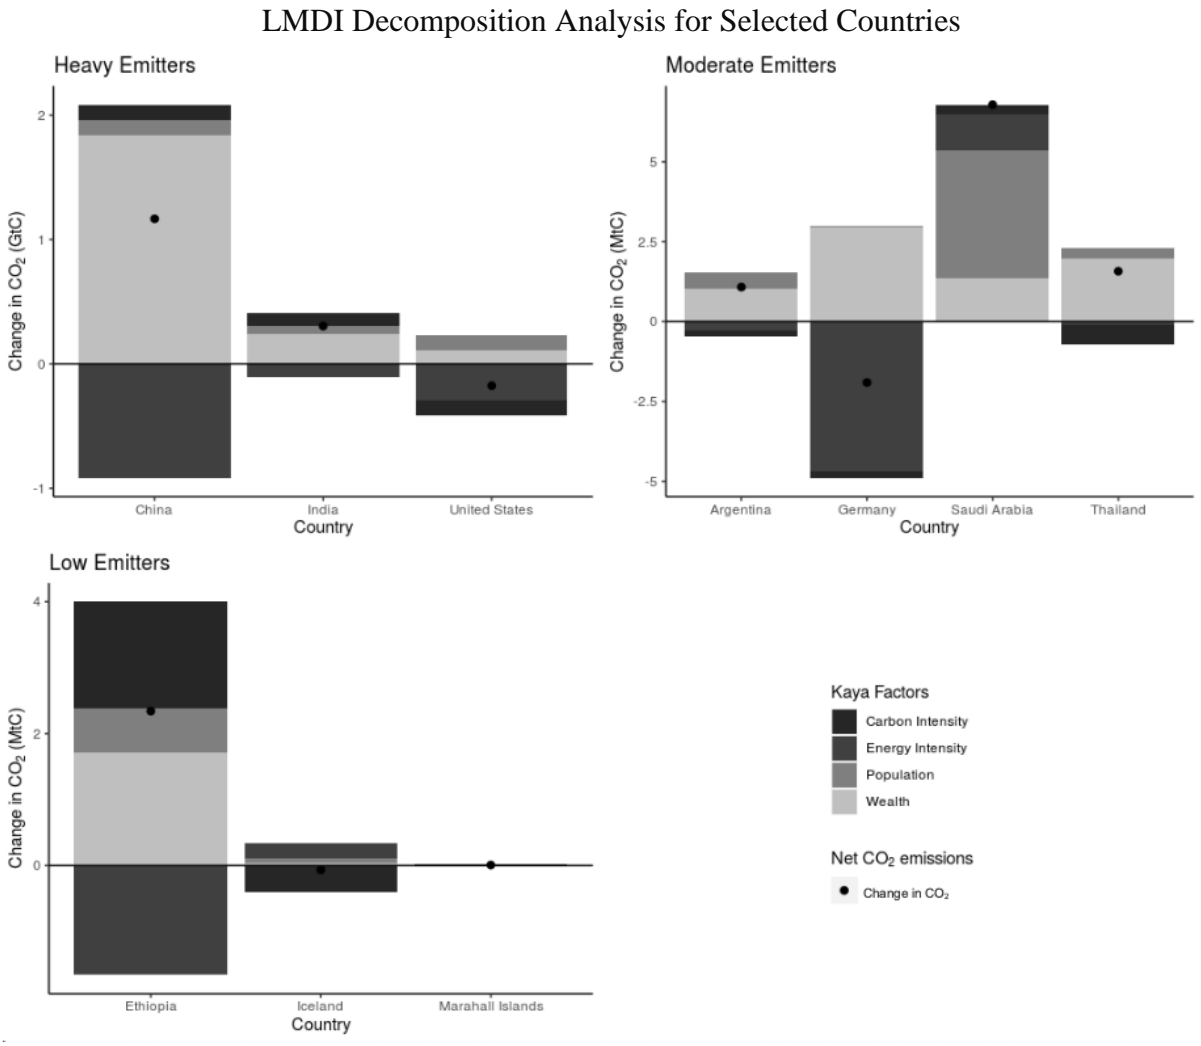 LMDI Decomposition Analysis for Selected Countries
Heavy Emitters
Change in CO₂ (GtC)
2
1
0
-1
China
India
United States
Country
Moderate Emitters
Change in CO₂ (MtC)
5
2.5
0
-2.5
-5
Argentina
Germany
Saudi Arabia
Thailand
Country
Low Emitters
Change in CO₂ (MtC)
4
2
0
Ethiopia
Iceland
Marahall Islands
Country
Kaya Factors
Carbon Intensity
Energy Intensity
Population
Wealth
Net CO₂ emissions
Change in CO₂